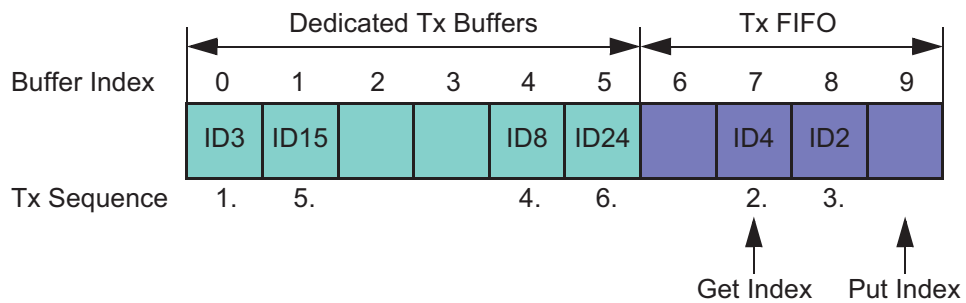 Dedicated Tx Buffers Tx FIFO
Buffer Index 0 1 2 3 4 5 6 7 8 9
ID3 ID15 ID8 ID24 ID4 ID2
Tx Sequence 1. 5. 4. 6. 2. 3.
Get Index Put Index